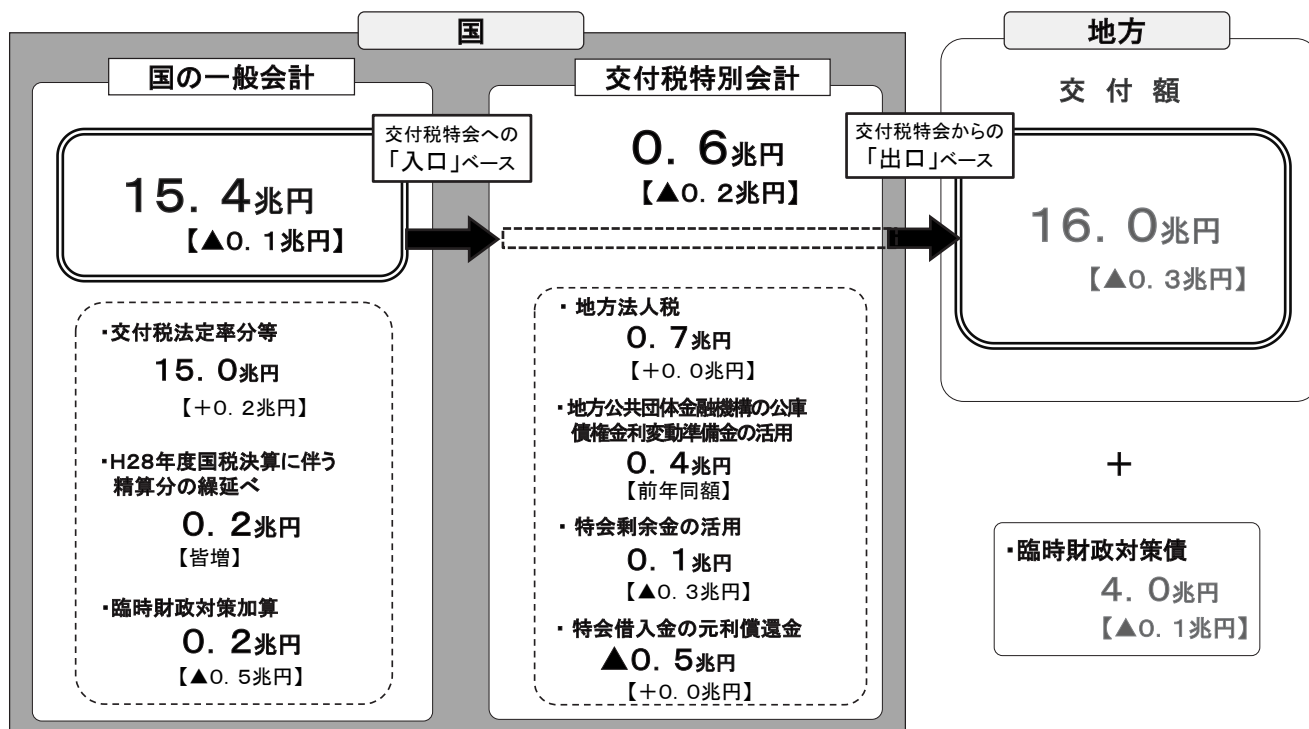 国
国の一般会計
交付税特会への
「入口」ベース
15.4兆円
【▲0.1兆円】
・交付税法定率分等
15.0兆円
【＋0.2兆円】
・H28年度国税決算に伴う
精算分の繰延べ
0.2兆円
【皆増】
・臨時財政対策加算
0.2兆円
【▲0.5兆円】
交付税特別会計
0.6兆円
【▲0.2兆円】
・地方法人税
0.7兆円
【＋0.0兆円】
・地方公共団体金融機構の公庫
債権金利変動準備金の活用
0.4兆円
【前年同額】
・特会剰余金の活用
0.1兆円
【▲0.3兆円】
・特会借入金の元利償還金
▲0.5兆円
【＋0.0兆円】
交付税特会からの
「出口」ベース
地方
交付額
16.0兆円
【▲0.3兆円】
＋
・臨時財政対策債
4.0兆円
【▲0.1兆円】